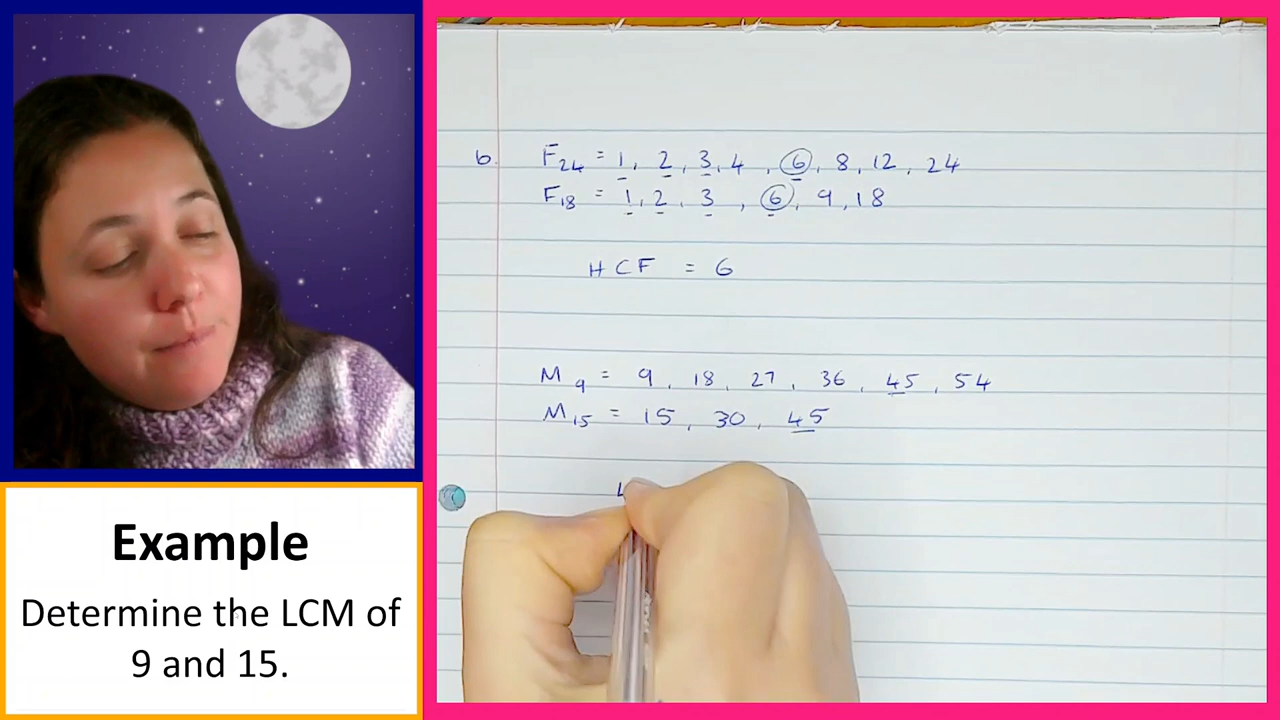 Example
Determine the LCM of
9 and 15.
b. F24 = 1, 2, 3, 4, 6, 8, 12, 24
F18 = 1, 2, 3, 6, 9, 18
HCF = 6
M9 = 9, 18, 27, 36, 45, 54
M15 = 15, 30, 45
L